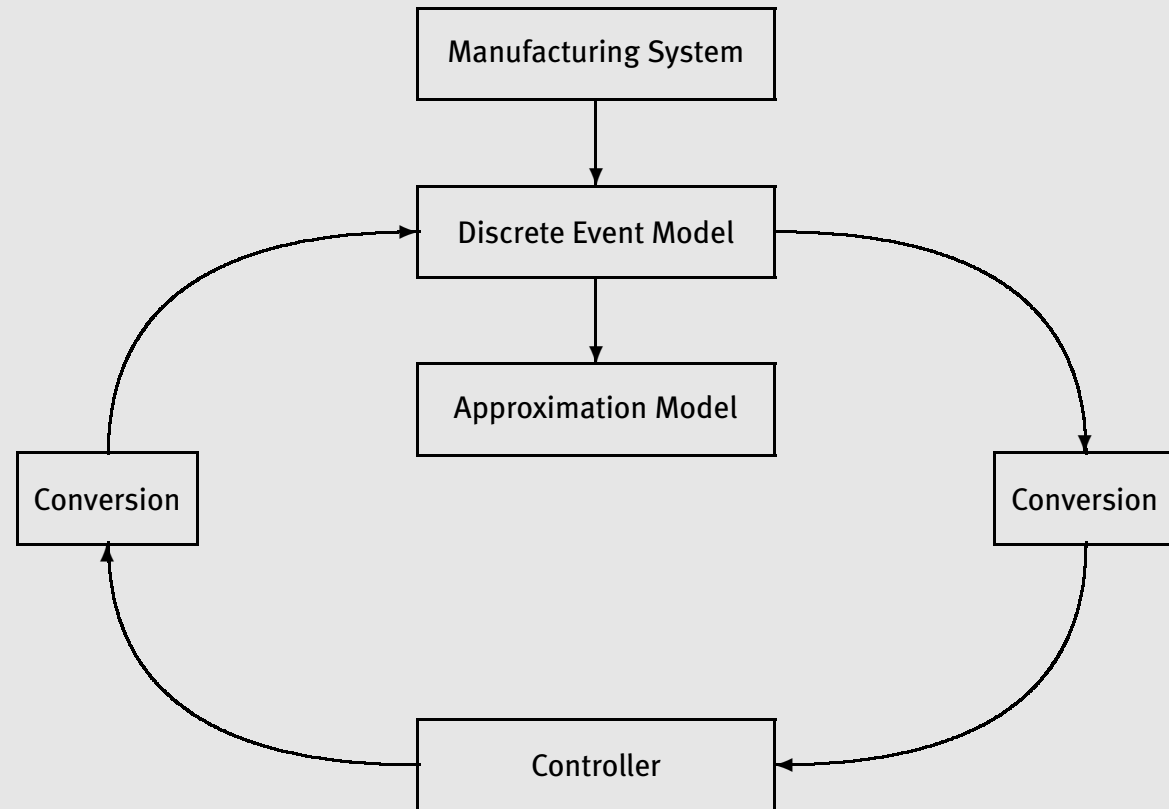 Manufacturing System
Discrete Event Model
Approximation Model
Conversion
Conversion
Controller